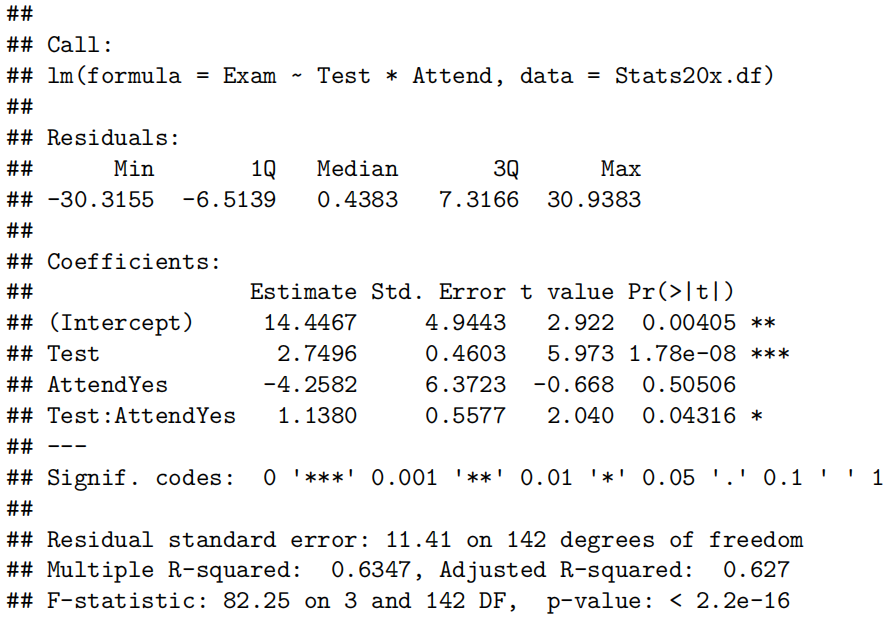 ##
## Call:
## lm(formula = Exam ~ Test * Attend, data = Stats20x.df)
##
## Residuals:
##      Min       1Q   Median       3Q      Max
## -30.3155  -6.5139   0.4383   7.3166  30.9383
##
## Coefficients:
##                Estimate Std. Error t value Pr(>|t|)
## (Intercept)     14.4467     4.9443   2.922  0.00405 **
## Test             2.7496     0.4603   5.973 1.78e-08 ***
## AttendYes       -4.2582     6.3723  -0.668  0.50506
## Test:AttendYes   1.1380     0.5577   2.040  0.04316 *
## ---
## Signif. codes:  0 '***' 0.001 '**' 0.01 '*' 0.05 '.' 0.1 ' ' 1
##
## Residual standard error: 11.41 on 142 degrees of freedom
## Multiple R-squared:  0.6347, Adjusted R-squared:  0.627
## F-statistic: 82.25 on 3 and 142 DF,  p-value: < 2.2e-16